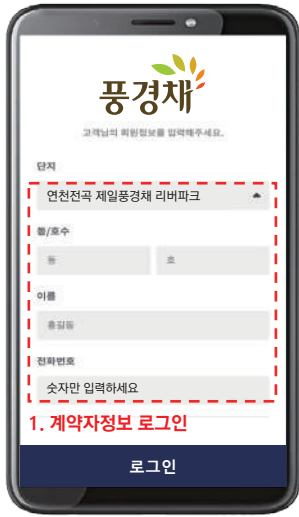 풍경채
고객님의 회원정보를 입력해주세요.
단지
연천전곡 제일풍경채 리버파크
동/호수
동 호
이름
홍길동
전화번호
숫자만 입력하세요
1. 계약자정보 로그인
로그인